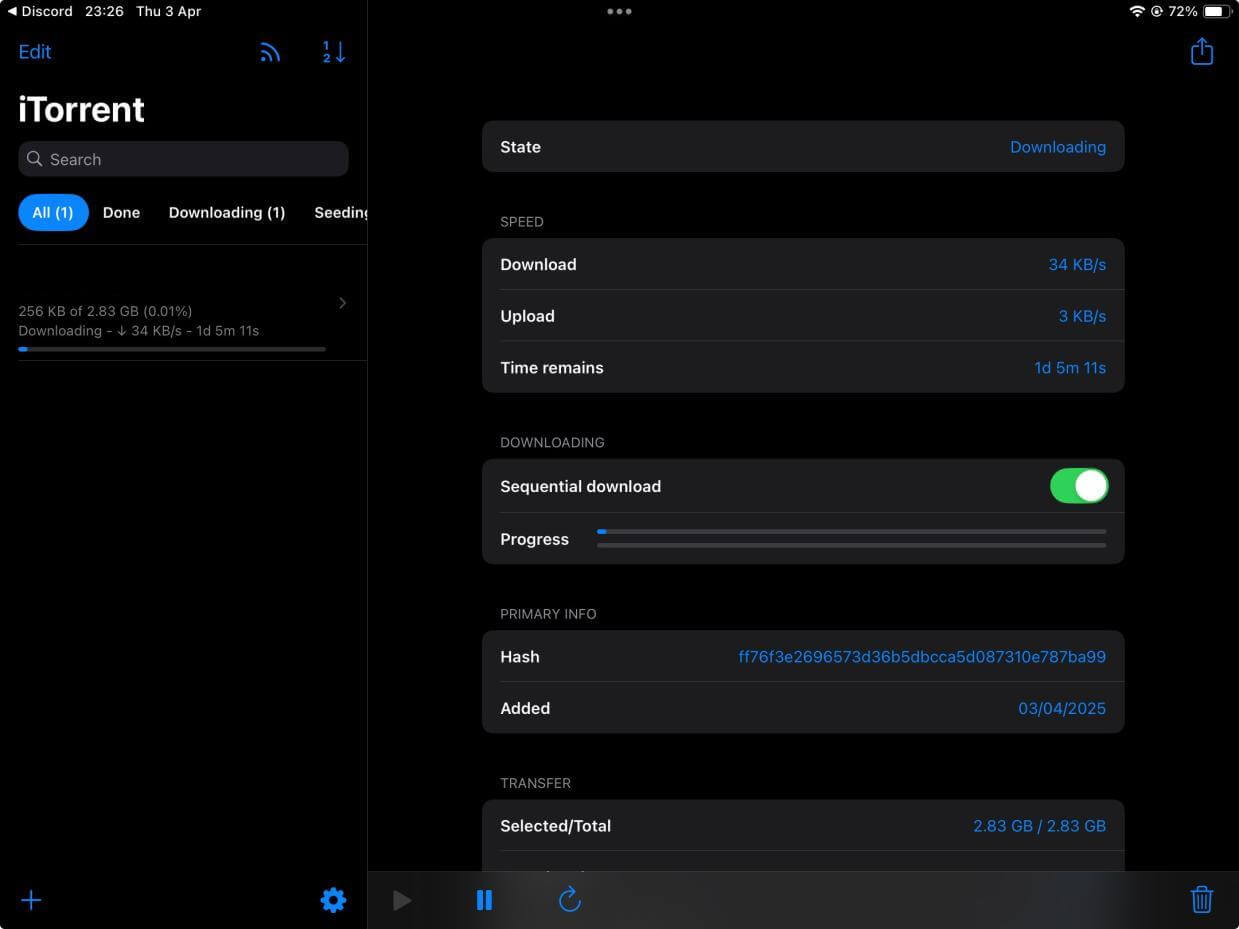 ◀ Discord 23:26 Thu 3 Apr
72%
Edit
iTorrent
Search
All (1) Done Downloading (1) Seeding
256 KB of 2.83 GB (0.01%)
Downloading - ↓ 34 KB/s - 1d 5m 11s
State Downloading
SPEED
Download 34 KB/s
Upload 3 KB/s
Time remains 1d 5m 11s
DOWNLOADING
Sequential download
Progress
PRIMARY INFO
Hash ff76f3e2696573d36b5dbcca5d087310e787ba99
Added 03/04/2025
TRANSFER
Selected/Total 2.83 GB / 2.83 GB